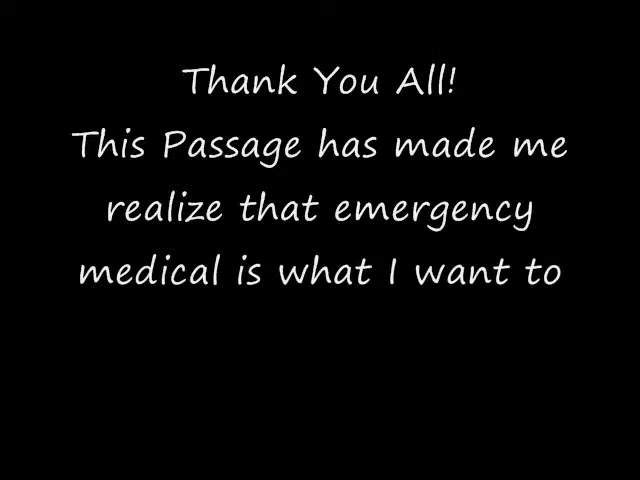 Thank You All!
This Passage has made me
realize that emergency
medical is what I want to